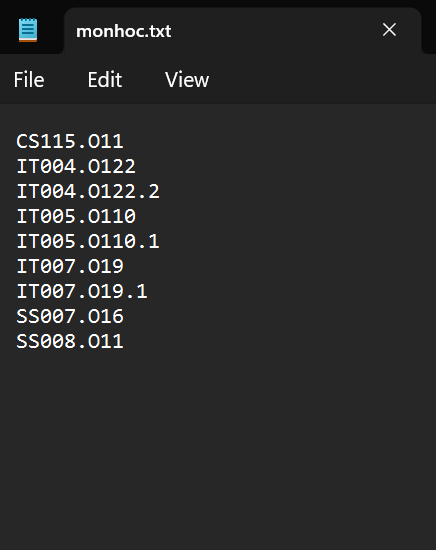 monhoc.txt
File Edit View
CS115.O11
IT004.O122
IT004.O122.2
IT005.O110
IT005.O110.1
IT007.O19
IT007.O19.1
SS007.O16
SS008.O11